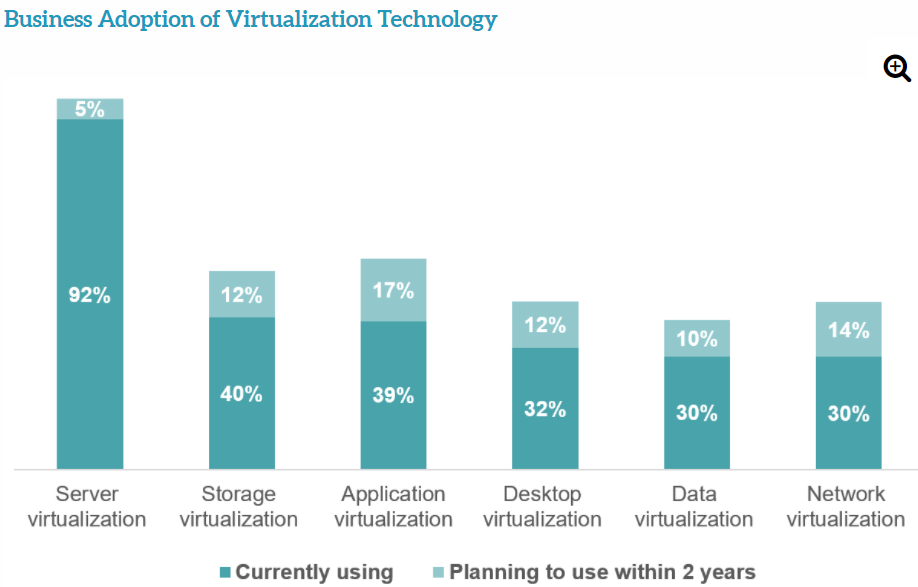 Business Adoption of Virtualization Technology
5%
92%
12%
40%
17%
39%
12%
32%
10%
30%
14%
30%
Server
virtualization
Storage
virtualization
Application
virtualization
Desktop
virtualization
Data
virtualization
Network
virtualization
Currently using
Planning to use within 2 years